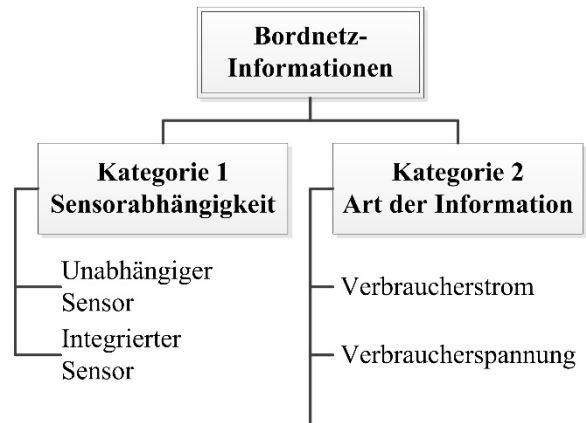 Bordnetz-
Informationen
Kategorie 1
Sensorabhängigkeit
Unabhängiger
Sensor
Integrierter
Sensor
Kategorie 2
Art der Information
Verbraucherstrom
Verbraucherspannung